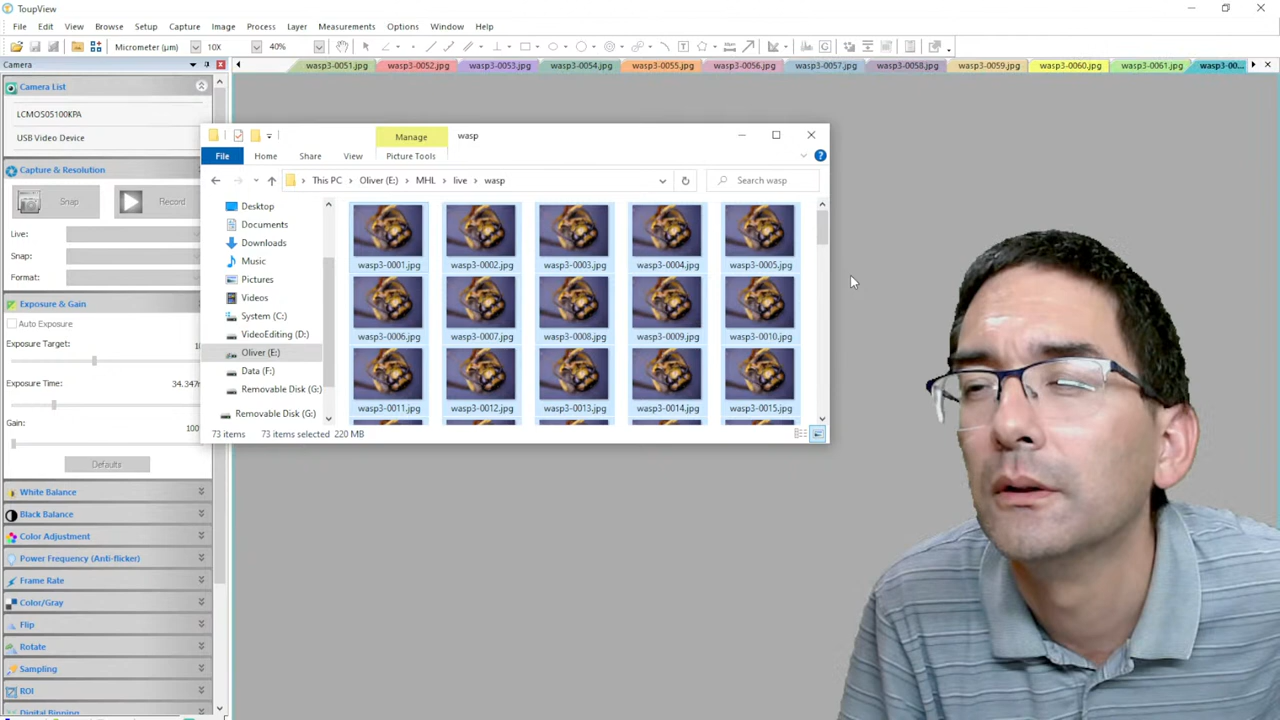 ToupView
File Edit View Browse Setup Capture Image Process Layer Measurements Options Window Help
Micrometer (µm) 10X 40%
Camera
wasp3-0051.jpg wasp3-0052.jpg wasp3-0053.jpg wasp3-0054.jpg wasp3-0055.jpg wasp3-0056.jpg wasp3-0057.jpg wasp3-0058.jpg wasp3-0059.jpg wasp3-0060.jpg wasp3-0061.jpg wasp3-00...
Camera List
LCMOS05100KPA
USB Video Device
Capture & Resolution
Snap Record
Live:
Snap:
Format:
Exposure & Gain
Auto Exposure
Exposure Target:
Exposure Time: 34.347
Gain: 100
Defaults
White Balance
Black Balance
Color Adjustment
Power Frequency (Anti-flicker)
Frame Rate
Color/Gray
Flip
Rotate
Sampling
ROI
Digital Binning
Manage wasp
File Home Share View Picture Tools
This PC Oliver (E:) MHL live wasp Search wasp
Desktop
Documents
Downloads
Music
Pictures
Videos
System (C:)
VideoEditing (D:)
Oliver (E:)
Data (F:)
Removable Disk (G:)
Removable Disk (G:)
wasp3-0001.jpg wasp3-0002.jpg wasp3-0003.jpg wasp3-0004.jpg wasp3-0005.jpg
wasp3-0006.jpg wasp3-0007.jpg wasp3-0008.jpg wasp3-0009.jpg wasp3-0010.jpg
wasp3-0011.jpg wasp3-0012.jpg wasp3-0013.jpg wasp3-0014.jpg wasp3-0015.jpg
73 items 73 items selected 220 MB